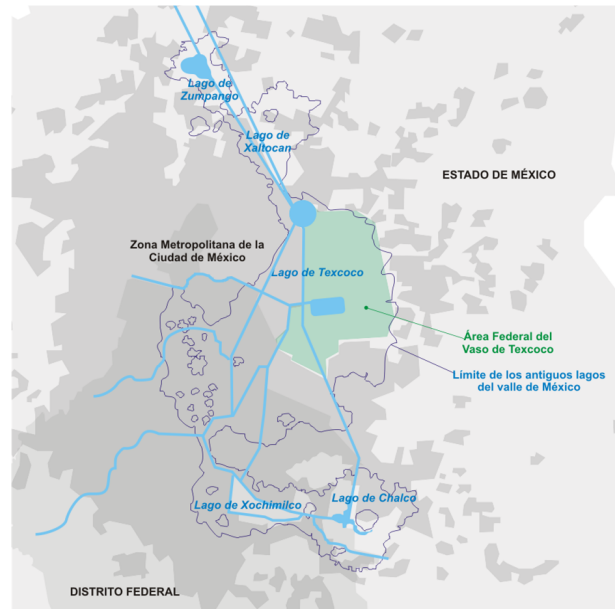 Lago de
Zumpango
Lago de
Xaltocan
ESTADO DE MÉXICO
Zona Metropolitana de la
Ciudad de México
Lago de Texcoco
Área Federal del
Vaso de Texcoco
Límite de los antiguos lagos
del valle de México
Lago de Chalco
Lago de Xochimilco
DISTRITO FEDERAL